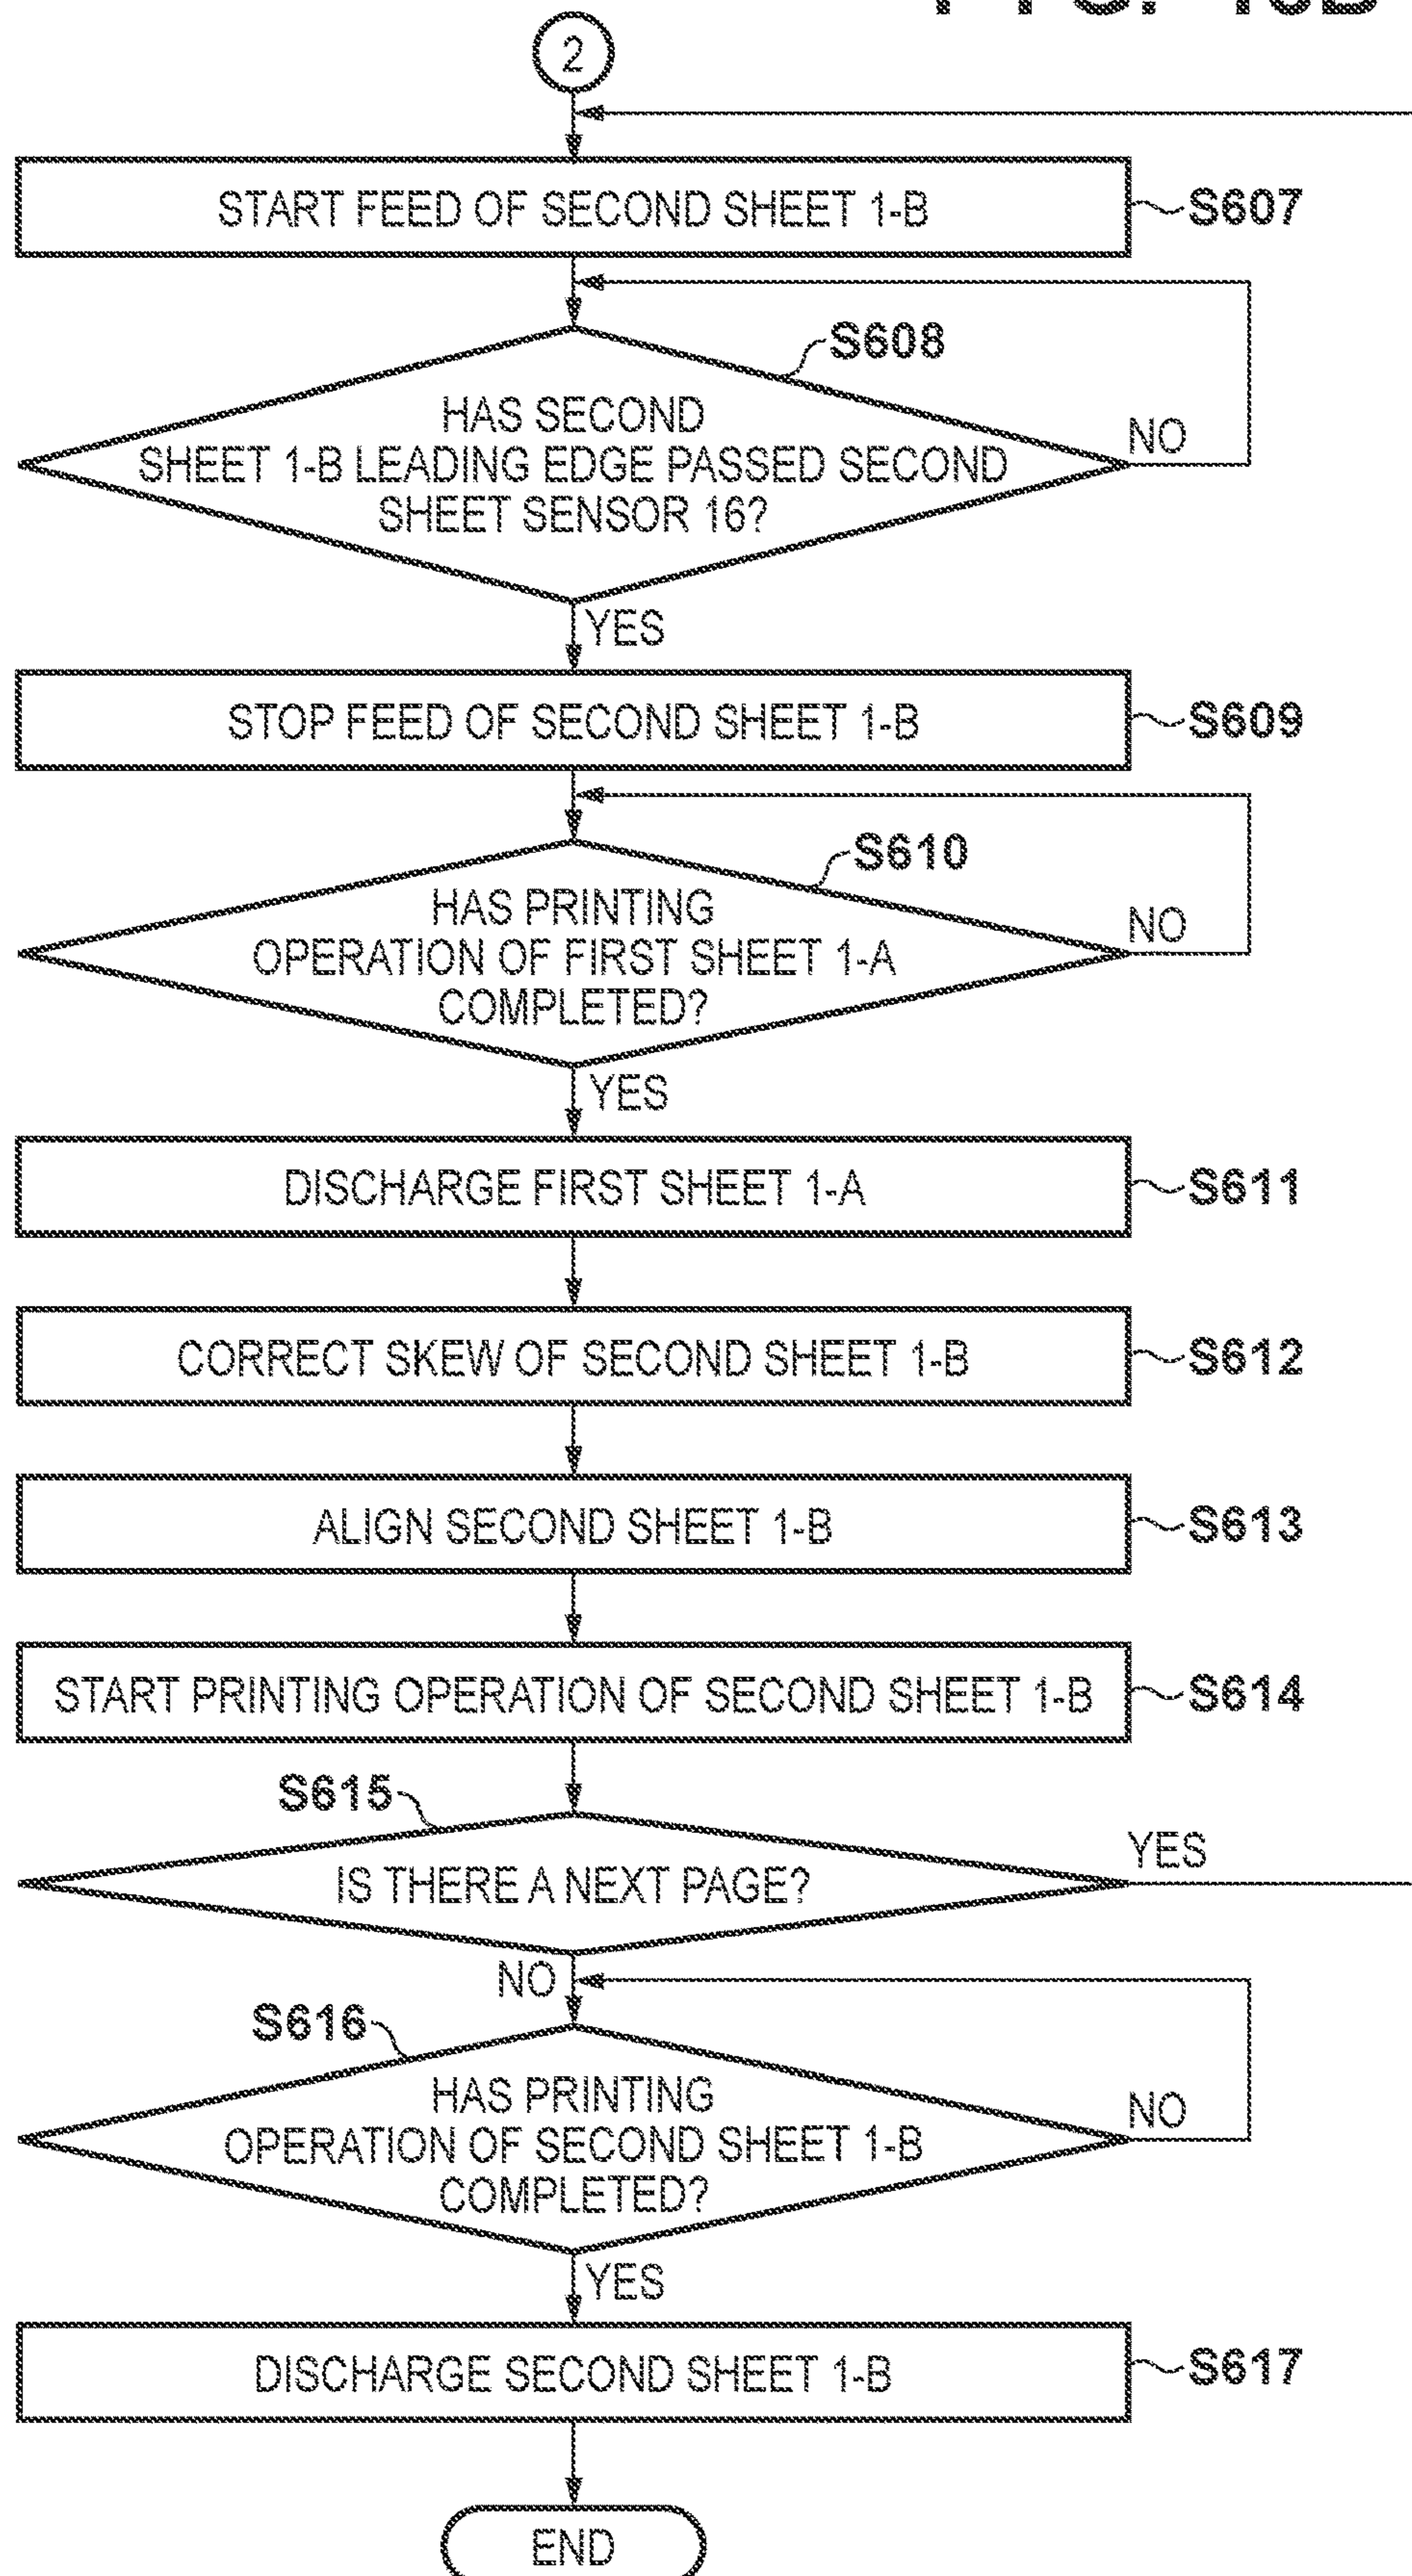 2
START FEED OF SECOND SHEET 1-B
S607
S608
HAS SECOND
SHEET 1-B LEADING EDGE PASSED SECOND
SHEET SENSOR 16?
NO
YES
STOP FEED OF SECOND SHEET 1-B
S609
S610
HAS PRINTING
OPERATION OF FIRST SHEET 1-A
COMPLETED?
NO
YES
DISCHARGE FIRST SHEET 1-A
S611
CORRECT SKEW OF SECOND SHEET 1-B
S612
ALIGN SECOND SHEET 1-B
S613
START PRINTING OPERATION OF SECOND SHEET 1-B
S614
S615
IS THERE A NEXT PAGE?
YES
NO
S616
HAS PRINTING
OPERATION OF SECOND SHEET 1-B
COMPLETED?
NO
YES
DISCHARGE SECOND SHEET 1-B
S617
END